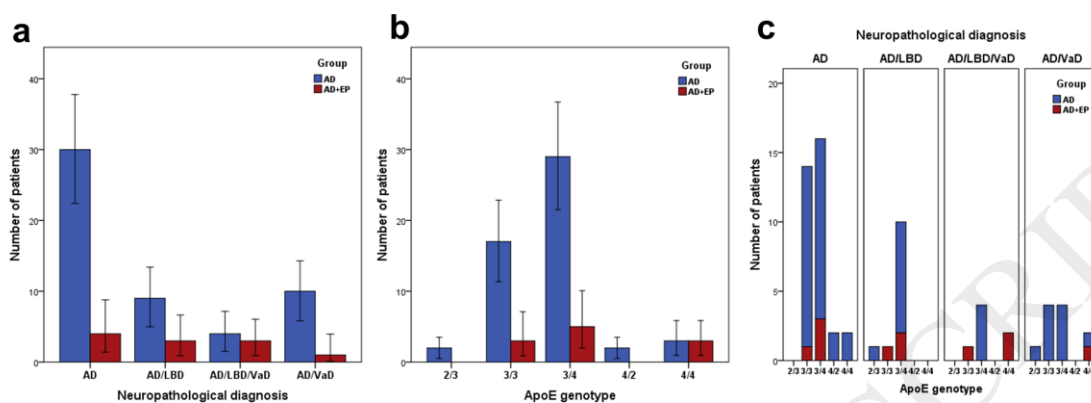 a
Number of patients
40
30
20
10
0
Group
AD
AD+EP
AD AD/LBD AD/LBD/VaD AD/VaD
Neuropathological diagnosis
b
Number of patients
40
30
20
10
0
Group
AD
AD+EP
2/3 3/3 3/4 4/2 4/4
ApoE genotype
c
Neuropathological diagnosis
AD AD/LBD AD/LBD/VaD AD/VaD
Number of patients
20
15
10
5
0
Group
AD
AD+EP
2/3 3/3 3/4 4/2 4/4 2/3 3/3 3/4 4/2 4/4 2/3 3/3 3/4 4/2 4/4 2/3 3/3 3/4 4/2 4/4
ApoE genotype
SCRIP